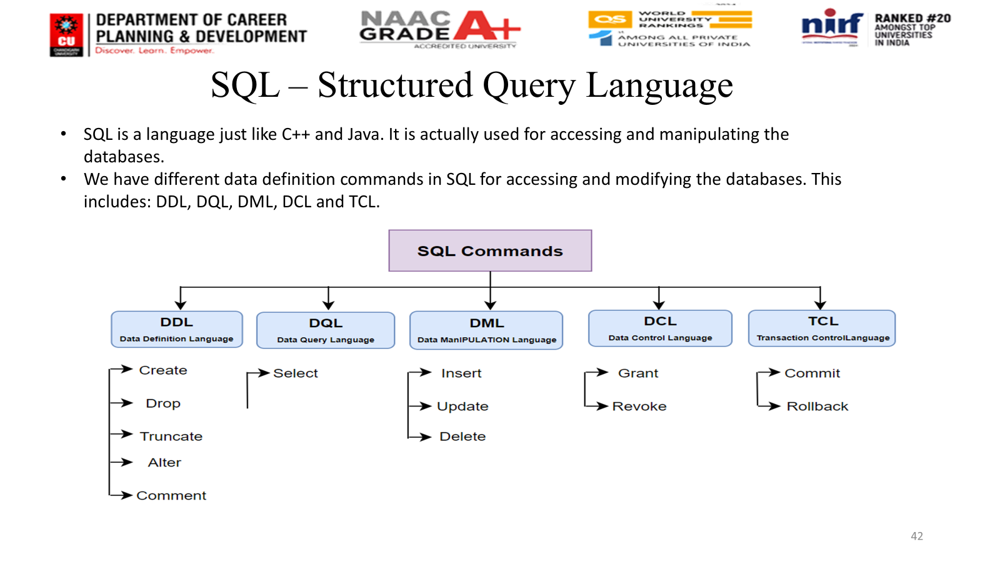 DEPARTMENT OF CAREER
PLANNING & DEVELOPMENT
Discover. Learn. Empower.
CU
CHANDIGARH
UNIVERSITY
NAAC
GRADE A+
ACCREDITED UNIVERSITY
QS WORLD
UNIVERSITY
RANKINGS
1st AMONG ALL PRIVATE
UNIVERSITIES OF INDIA
nirf
RANKED #20
AMONGST TOP
UNIVERSITIES
IN INDIA
SQL – Structured Query Language
• SQL is a language just like C++ and Java. It is actually used for accessing and manipulating the
databases.
• We have different data definition commands in SQL for accessing and modifying the databases. This
includes: DDL, DQL, DML, DCL and TCL.
SQL Commands
DDL
Data Definition Language
DQL
Data Query Language
DML
Data ManIPULATION Language
DCL
Data Control Language
TCL
Transaction ControlLanguage
Create
Drop
Truncate
Alter
Comment
Select
Insert
Update
Delete
Grant
Revoke
Commit
Rollback
42